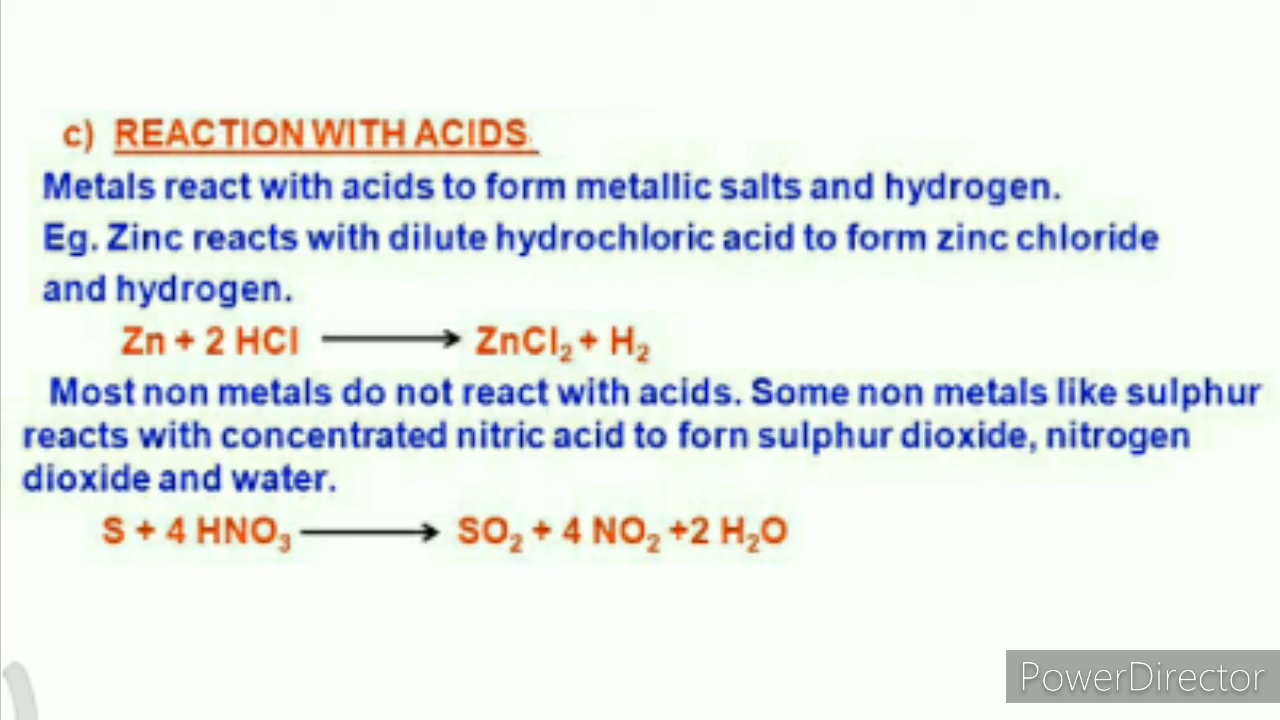 c) REACTION WITH ACIDS.
Metals react with acids to form metallic salts and hydrogen.
Eg. Zinc reacts with dilute hydrochloric acid to form zinc chloride
and hydrogen.
Zn + 2 HCl ⟶ ZnCl₂ + H₂
Most non metals do not react with acids. Some non metals like sulphur
reacts with concentrated nitric acid to forn sulphur dioxide, nitrogen
dioxide and water.
S + 4 HNO₃ ⟶ SO₂ + 4 NO₂ +2 H₂O
PowerDirector